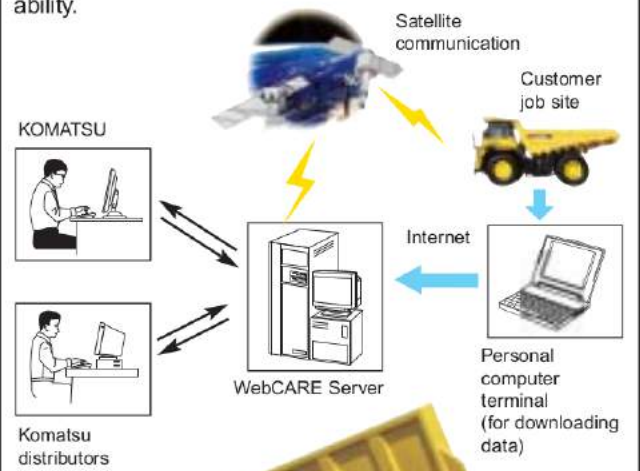 ability.
Satellite
communication
Customer
job site
KOMATSU
Internet
WebCARE Server
Personal
computer
terminal
(for downloading
data)
Komatsu
distributors